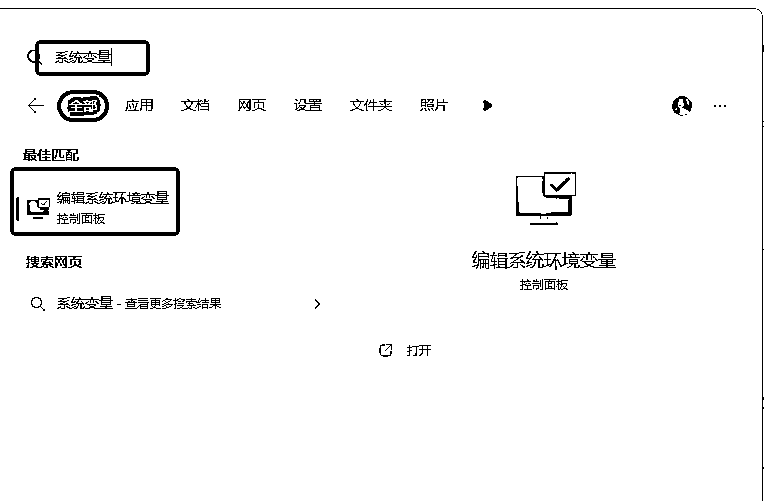 系统变量
全部 应用 文档 网页 设置 文件夹 照片 ...
最佳匹配
编辑系统环境变量
控制面板
搜索网页
系统变量 - 查看更多搜索结果
编辑系统环境变量
控制面板
打开